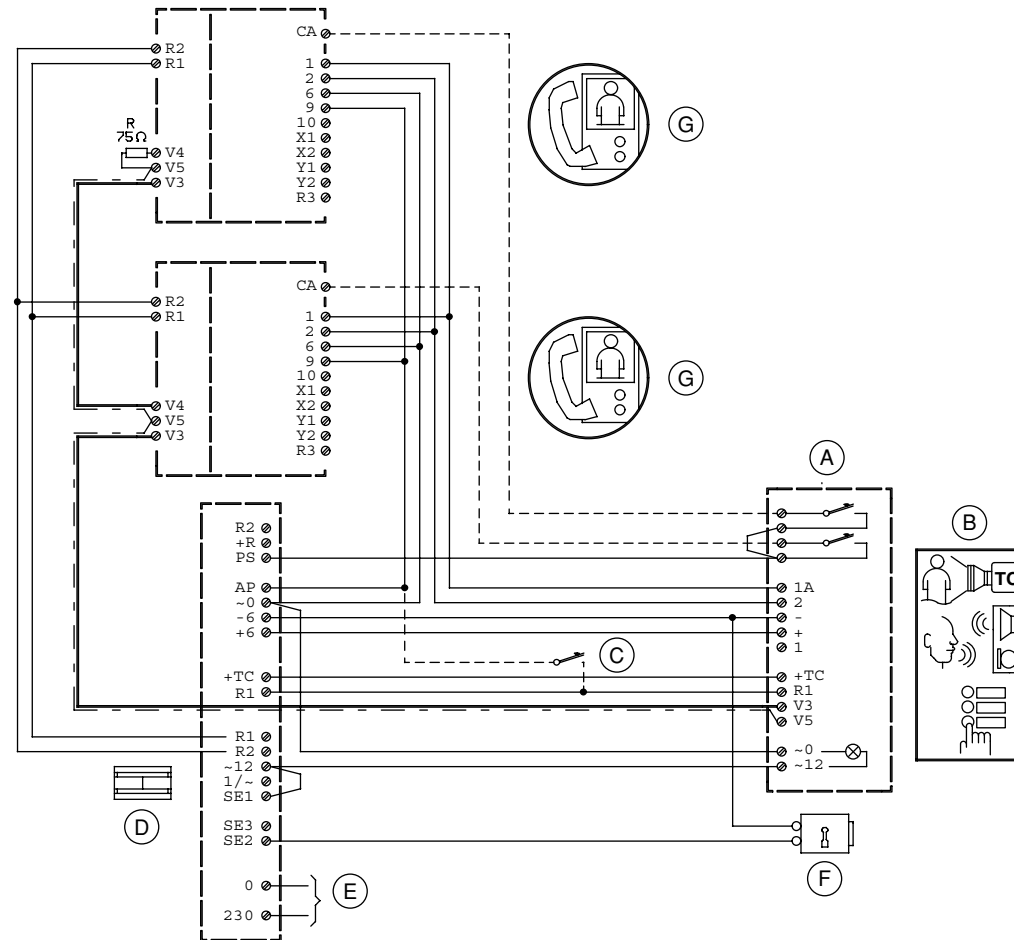 CA
R2
R1
1
2
6
9
10
X1
X2
Y1
Y2
R3
R
75Ω
V4
V5
V3
G
CA
R2
R1
1
2
6
9
10
X1
X2
Y1
Y2
R3
V4
V5
V3
G
A
B
TC
R2
+R
PS
AP
~0
-6
+6
+TC
R1
R1
R2
~12
1/~
SE1
SE3
SE2
0
230
C
D
E
1A
2
-
+
1
+TC
R1
V3
V5
~0
~12
F